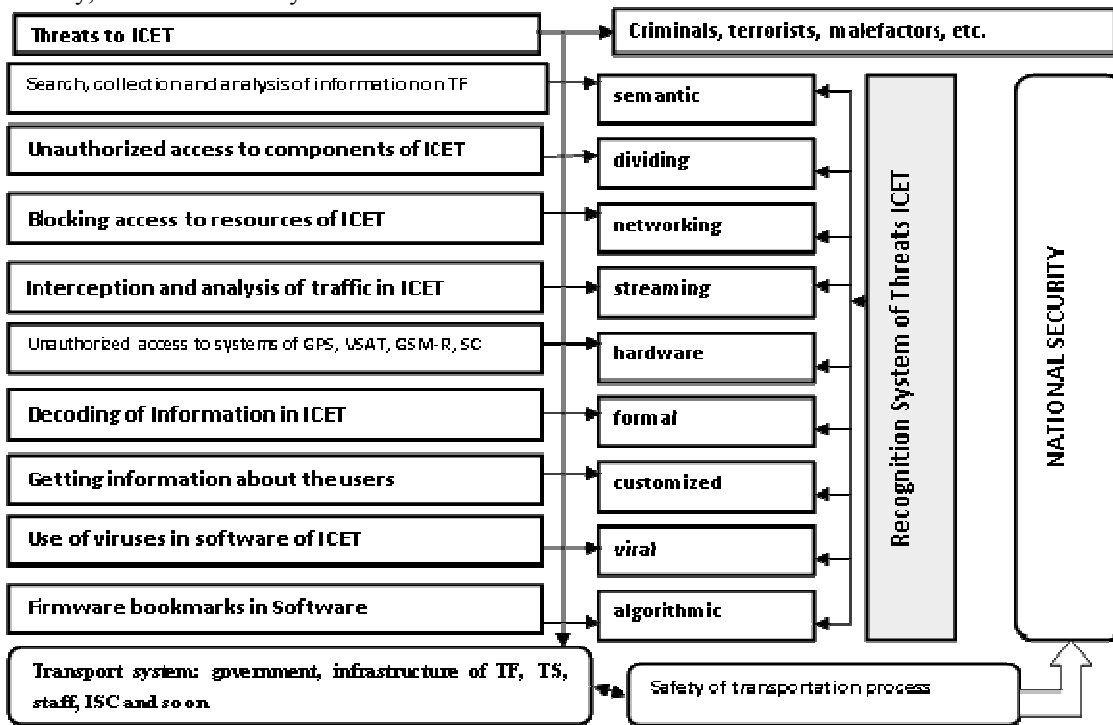 Threats to ICET
Criminals, terrorists, malefactors, etc.
Search, collection and analysis of information on TF
semantic
Unauthorized access to components of ICET
dividing
Blocking access to resources of ICET
networking
Interception and analysis of traffic in ICET
streaming
Unauthorized access to systems of GPS, VSAT, GSM-R, SC
hardware
Decoding of Information in ICET
formal
Getting information about the users
customized
Use of viruses in software of ICET
viral
Firmware bookmarks in Software
algorithmic
Recognition System of Threats ICET
NATIONAL SECURITY
Transport system: government, infrastructure of TF, TS,
staff, ISC and so on
Safety of transportation process